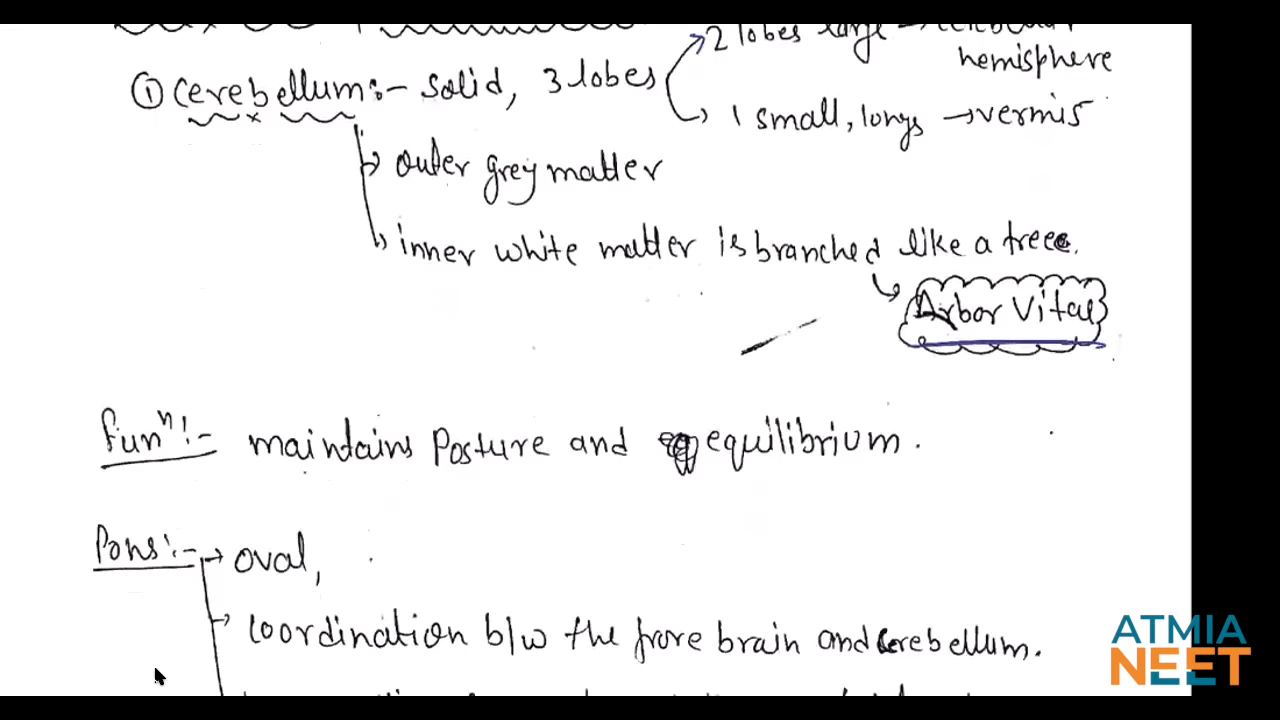 2 lobes large →
hemisphere
① cerebellum:- solid, 3 lobes
1 small, longs → vermis
outer grey matter
inner white matter is branched like a tree.
Arbor Vitae
funⁿ:- maintains Posture and equilibrium.
Pons:- → oval,
coordination b/w the frore brain and cerebellum.
ATMIA
NEET